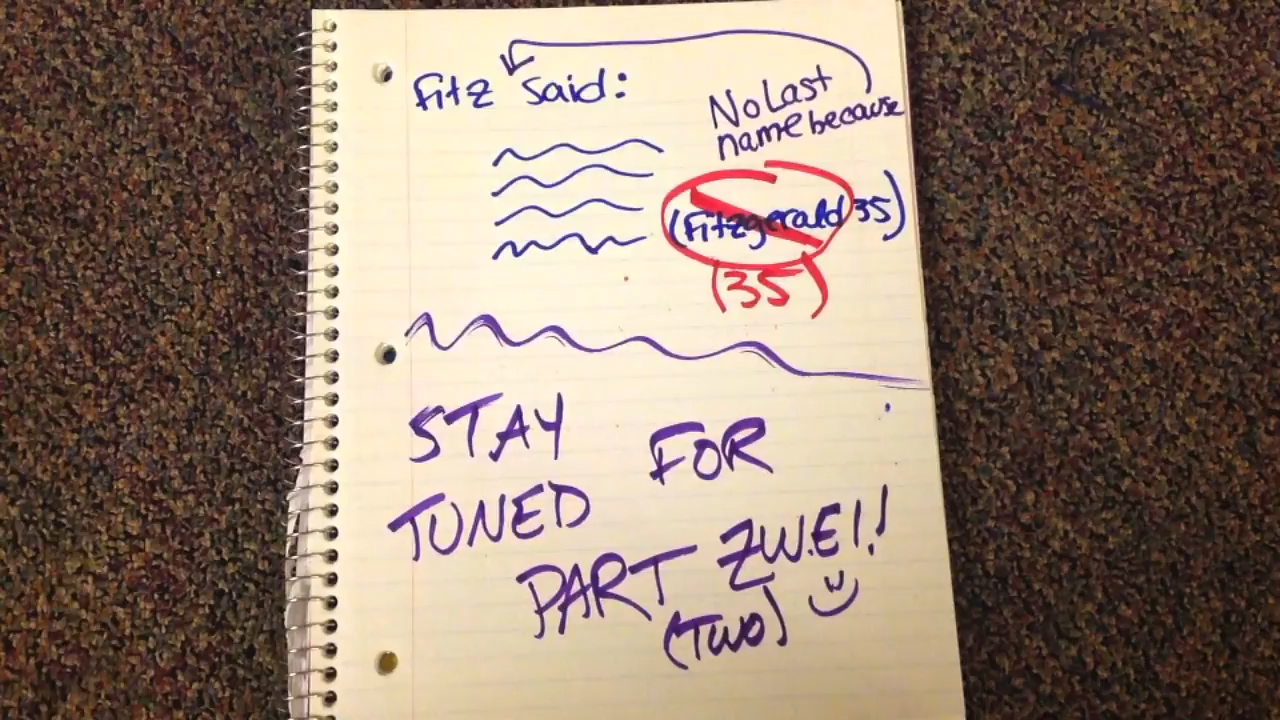 Fitz said:
No Last
name because
(Fitzgerald 35)
(35)
STAY
FOR
TUNED
PART ZWEI!
(TWO)